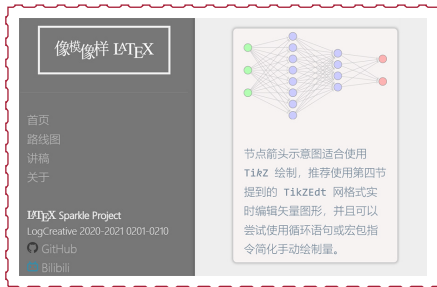 像模像样 LATEX
首页
路线图
讲稿
关于
LATEX Sparkle Project
LogCreative 2020-2021 0201-0210
GitHub
Bilibili
节点箭头示意图适合使用
TikZ 绘制，推荐使用第四节
提到的 TikZEdt 网格式实
时编辑矢量图形，并且可以
尝试使用循环语句或宏包指
令简化手动绘制量。